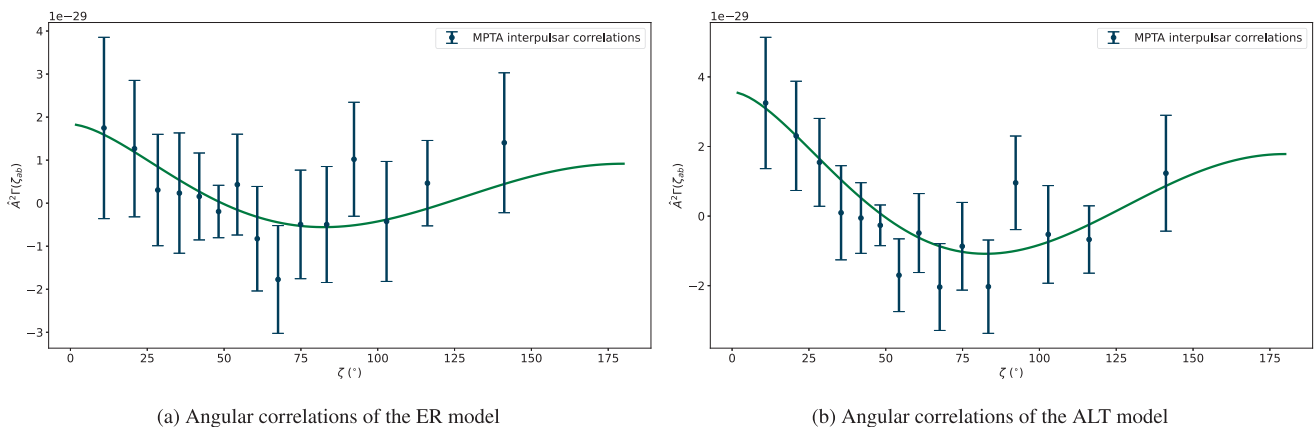 1e−29
MPTA interpulsar correlations
4
3
2
1
0
−1
−2
−3
Â²Γ(ζab)
0 25 50 75 100 125 150 175
ζ (°)
(a) Angular correlations of the ER model
1e−29
MPTA interpulsar correlations
4
2
0
−2
Â²Γ(ζab)
0 25 50 75 100 125 150 175
ζ (°)
(b) Angular correlations of the ALT model